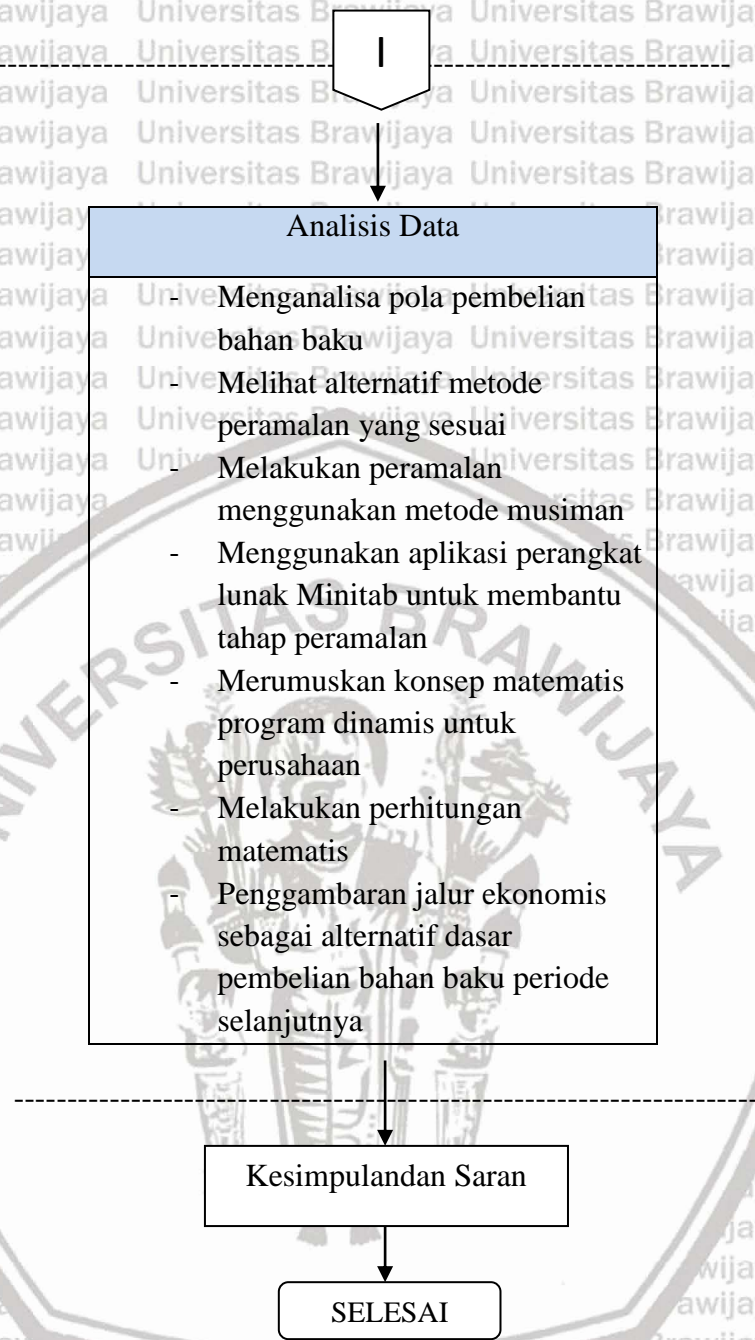 I
Analisis Data
- Menganalisa pola pembelian
bahan baku
- Melihat alternatif metode
peramalan yang sesuai
- Melakukan peramalan
menggunakan metode musiman
- Menggunakan aplikasi perangkat
lunak Minitab untuk membantu
tahap peramalan
- Merumuskan konsep matematis
program dinamis untuk
perusahaan
- Melakukan perhitungan
matematis
- Penggambaran jalur ekonomis
sebagai alternatif dasar
pembelian bahan baku periode
selanjutnya
Kesimpulandan Saran
SELESAI